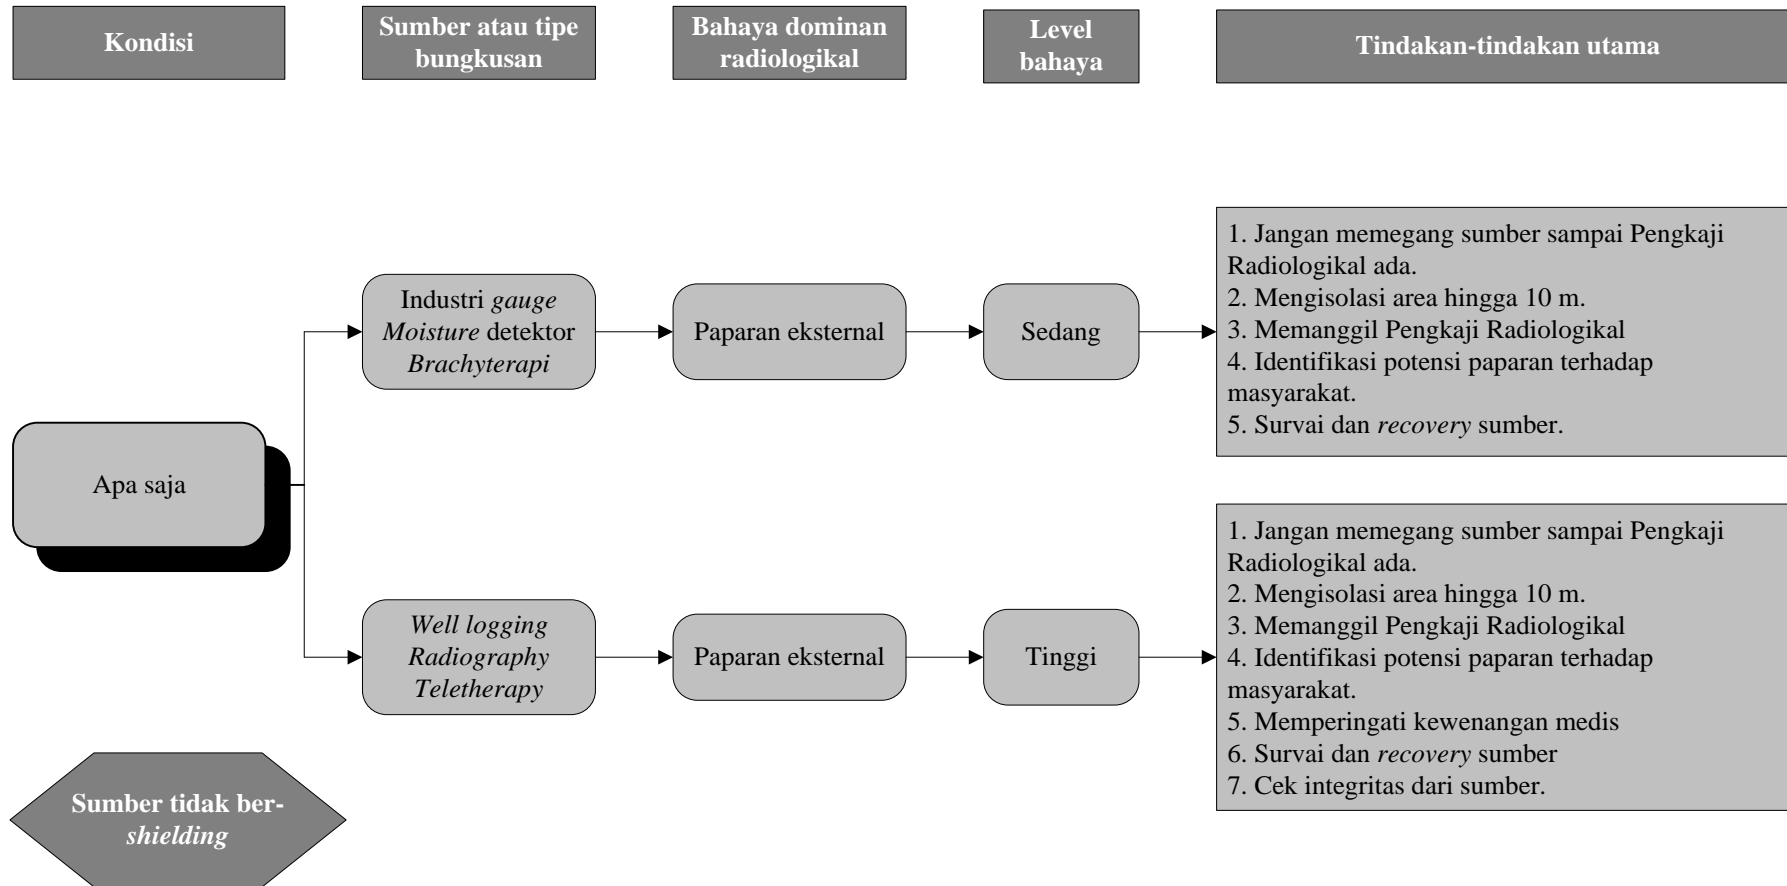 Kondisi
Sumber atau tipe
bungkusan
Bahaya dominan
radiologikal
Level
bahaya
Tindakan-tindakan utama
Apa saja
Industri gauge
Moisture detektor
Brachyterapi
Paparan eksternal
Sedang
1. Jangan memegang sumber sampai Pengkaji
Radiologikal ada.
2. Mengisolasi area hingga 10 m.
3. Memanggil Pengkaji Radiologikal
4. Identifikasi potensi paparan terhadap
masyarakat.
5. Survai dan recovery sumber.
Well logging
Radiography
Teletherapy
Paparan eksternal
Tinggi
1. Jangan memegang sumber sampai Pengkaji
Radiologikal ada.
2. Mengisolasi area hingga 10 m.
3. Memanggil Pengkaji Radiologikal
4. Identifikasi potensi paparan terhadap
masyarakat.
5. Memperingati kewenangan medis
6. Survai dan recovery sumber
7. Cek integritas dari sumber.
Sumber tidak ber-
shielding